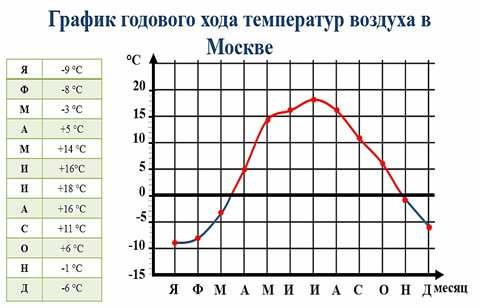 График годового хода температур воздуха в
Москве
Я -9 °C
Ф -8 °C
М -3 °C
А +5 °C
М +14 °C
И +16°C
И +18 °C
А +16 °C
С +11 °C
О +6 °C
Н -1 °C
Д -6 °C
°C
20
15
10
5
0
-5
-10
-15
Я Ф М А М И И А С О Н Д месяц